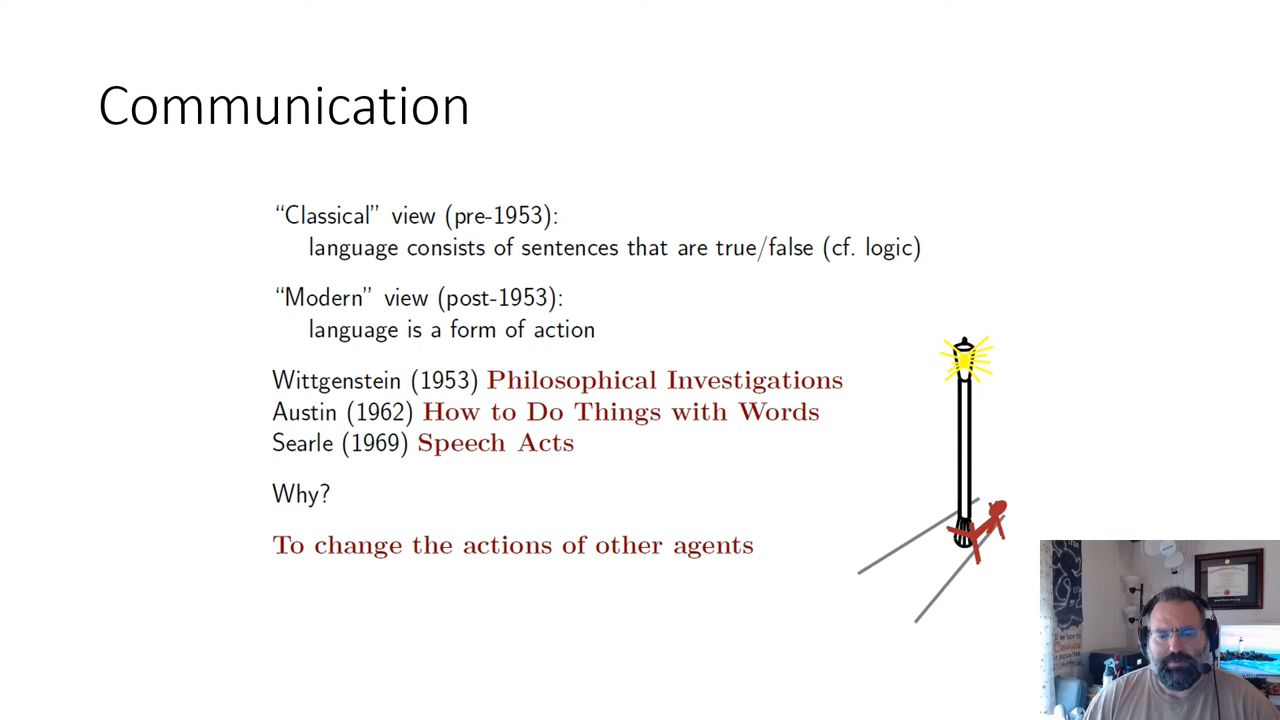 Communication
“Classical” view (pre-1953):
language consists of sentences that are true/false (cf. logic)
“Modern” view (post-1953):
language is a form of action
Wittgenstein (1953) Philosophical Investigations
Austin (1962) How to Do Things with Words
Searle (1969) Speech Acts
Why?
To change the actions of other agents